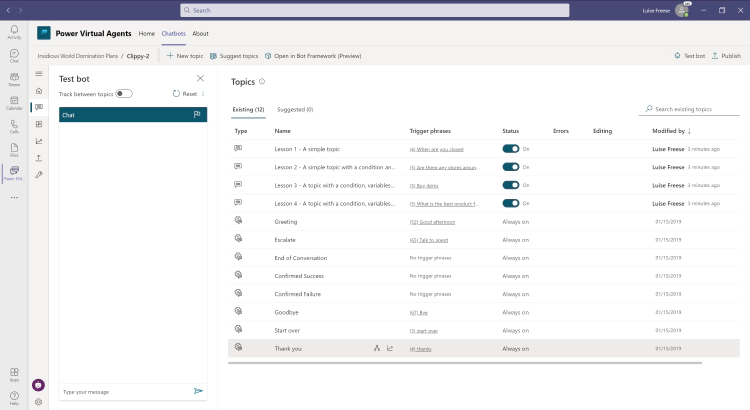 Search
Luise Freese
Activity
Chat
Teams
Calendar
Calls
Files
Power Virt...
Apps
Help
Power Virtual Agents Home Chatbots About
Insidious World Domination Plans / Clippy-2 New topic Suggest topics Open in Bot Framework (Preview) Test bot Publish
Test bot
Track between topics Reset
Chat
Type your message
Topics
Existing (12) Suggested (0) Search existing topics
Type Name Trigger phrases Status Errors Editing Modified by
Lesson 1 - A simple topic (4) When are you closed On Luise Freese 3 minutes ago
Lesson 2 - A simple topic with a condition an... (5) Are there any stores aroun... On Luise Freese 3 minutes ago
Lesson 3 - A topic with a condition, variables... (5) Buy items On Luise Freese 3 minutes ago
Lesson 4 - A topic with a condition, variables... (5) What is the best product f... On Luise Freese 3 minutes ago
Greeting (52) Good afternoon Always on 01/15/2019
Escalate (65) Talk to agent Always on 01/15/2019
End of Conversation No trigger phrases Always on 01/15/2019
Confirmed Success No trigger phrases Always on 01/15/2019
Confirmed Failure No trigger phrases Always on 01/15/2019
Goodbye (67) Bye Always on 01/15/2019
Start over (3) start over Always on 01/15/2019
Thank you (4) thanks Always on 01/15/2019